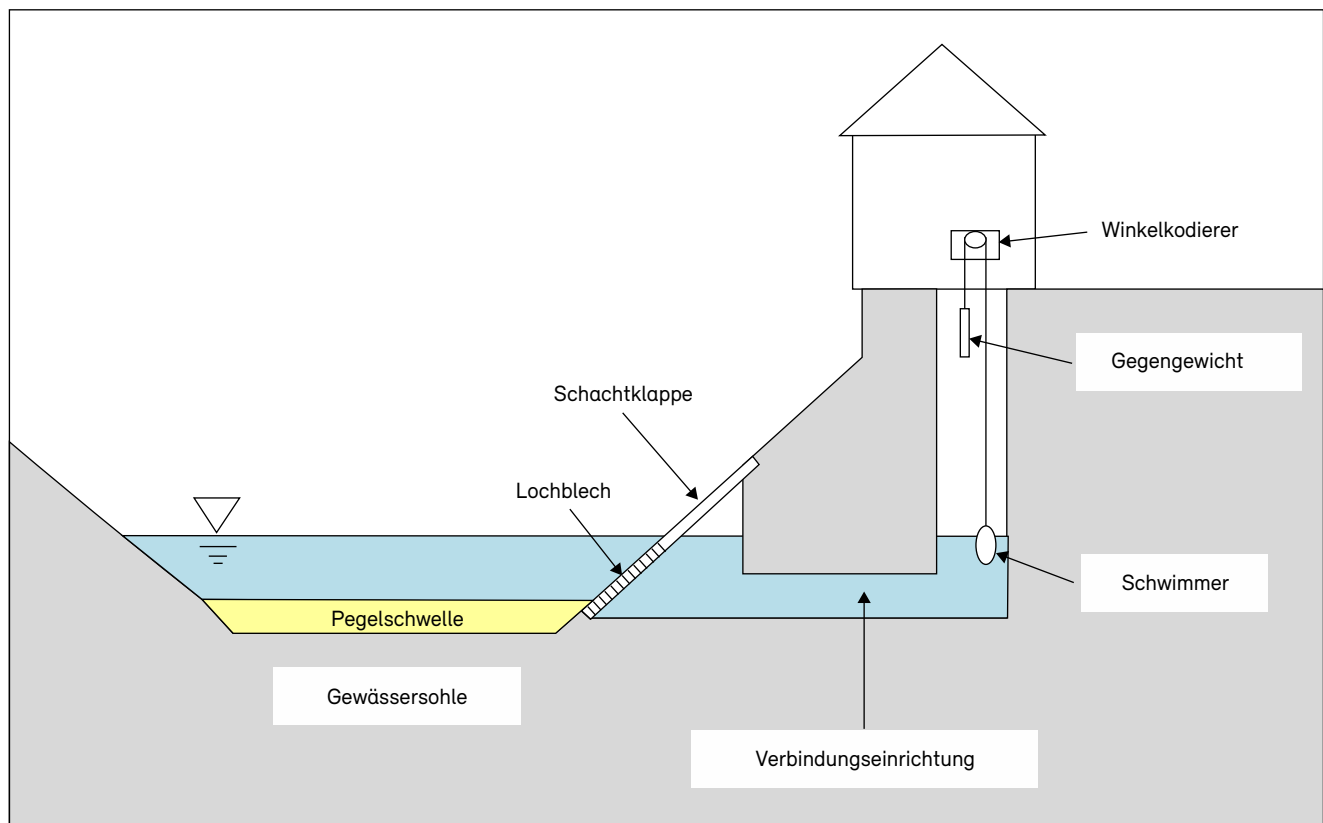 Winkelkodierer
Gegengewicht
Schachtklappe
Lochblech
Schwimmer
Pegelschwelle
Gewässersohle
Verbindungseinrichtung